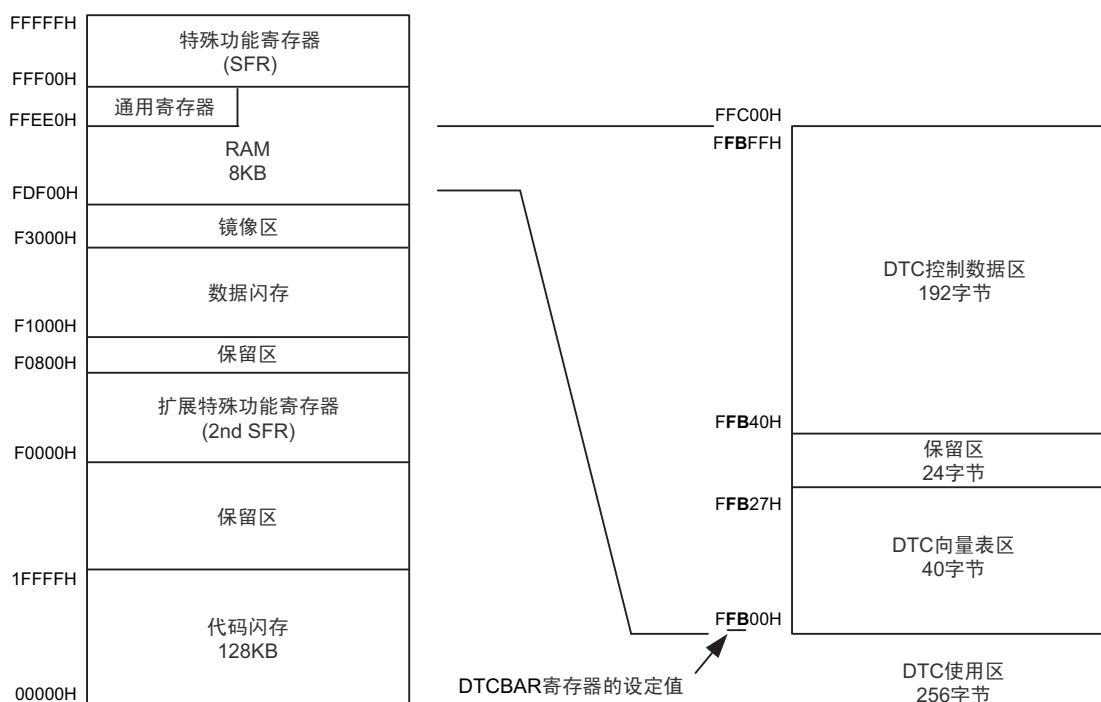 FFFFFH
特殊功能寄存器
(SFR)
FFF00H
通用寄存器
FFEE0H
RAM
8KB
FDF00H
镜像区
F3000H
数据闪存
F1000H
保留区
F0800H
扩展特殊功能寄存器
(2nd SFR)
F0000H
保留区
1FFFFH
代码闪存
128KB
00000H
FFC00H
FFBFFH
DTC控制数据区
192字节
FFB40H
保留区
24字节
FFB27H
DTC向量表区
40字节
FFB00H
DTCBAR寄存器的设定值
DTC使用区
256字节